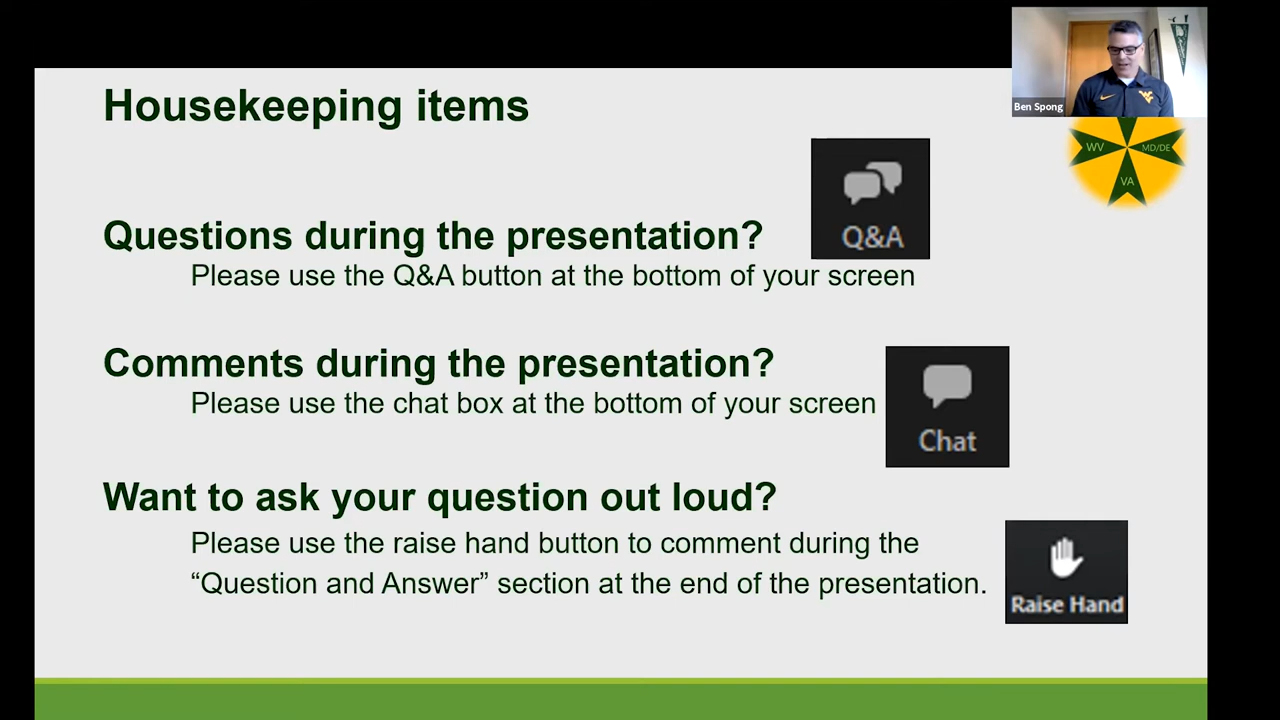 Housekeeping items
Ben Spong
WV
MD/DE
VA
Q&A
Questions during the presentation?
Please use the Q&A button at the bottom of your screen
Comments during the presentation?
Please use the chat box at the bottom of your screen
Chat
Want to ask your question out loud?
Please use the raise hand button to comment during the
“Question and Answer” section at the end of the presentation.
Raise Hand